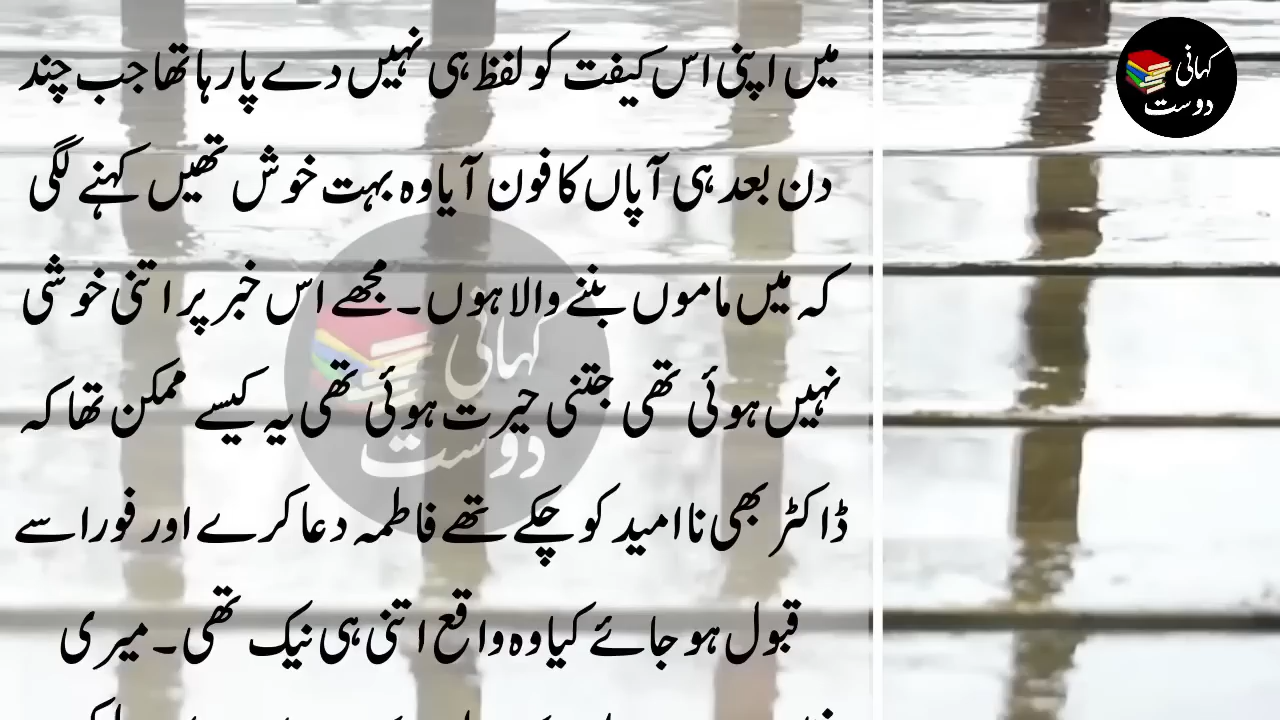 میں اپنی اس کیفت کو لفظ ہی نہیں دے پا رہا تھا جب چند
دن بعد ہی آپاں کا فون آیا وہ بہت خوش تھیں کہنے لگی
کہ میں ماموں بننے والا ہوں۔ مجھے اس خبر پر اتنی خوشی
نہیں ہوئی تھی جتنی حیرت ہوئی تھی یہ کیسے ممکن تھا کہ
ڈاکٹر بھی نا امید کو چکے تھے فاطمہ دعا کرے اور فورا سے
قبول ہو جائے کیا وہ واقع اتنی ہی نیک تھی۔ میری
کہانی
دوست
کہانی
دوست